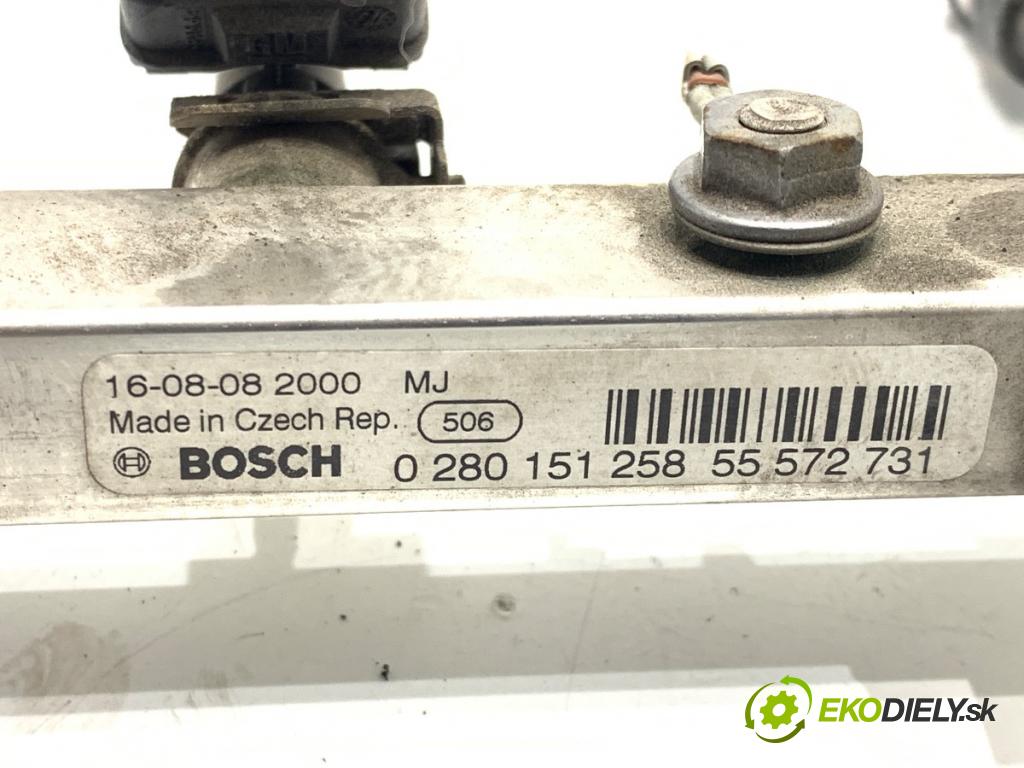 16-08-08 2000 MJ
Made in Czech Rep. 506
BOSCH 0 280 151 258 55 572 731
EKODIELY.sk